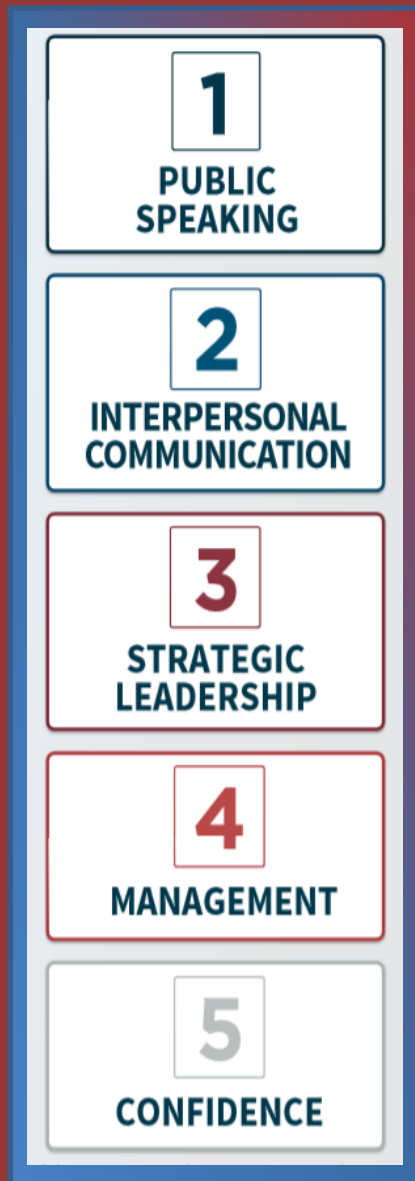 1
PUBLIC
SPEAKING
2
INTERPERSONAL
COMMUNICATION
3
STRATEGIC
LEADERSHIP
4
MANAGEMENT
5
CONFIDENCE